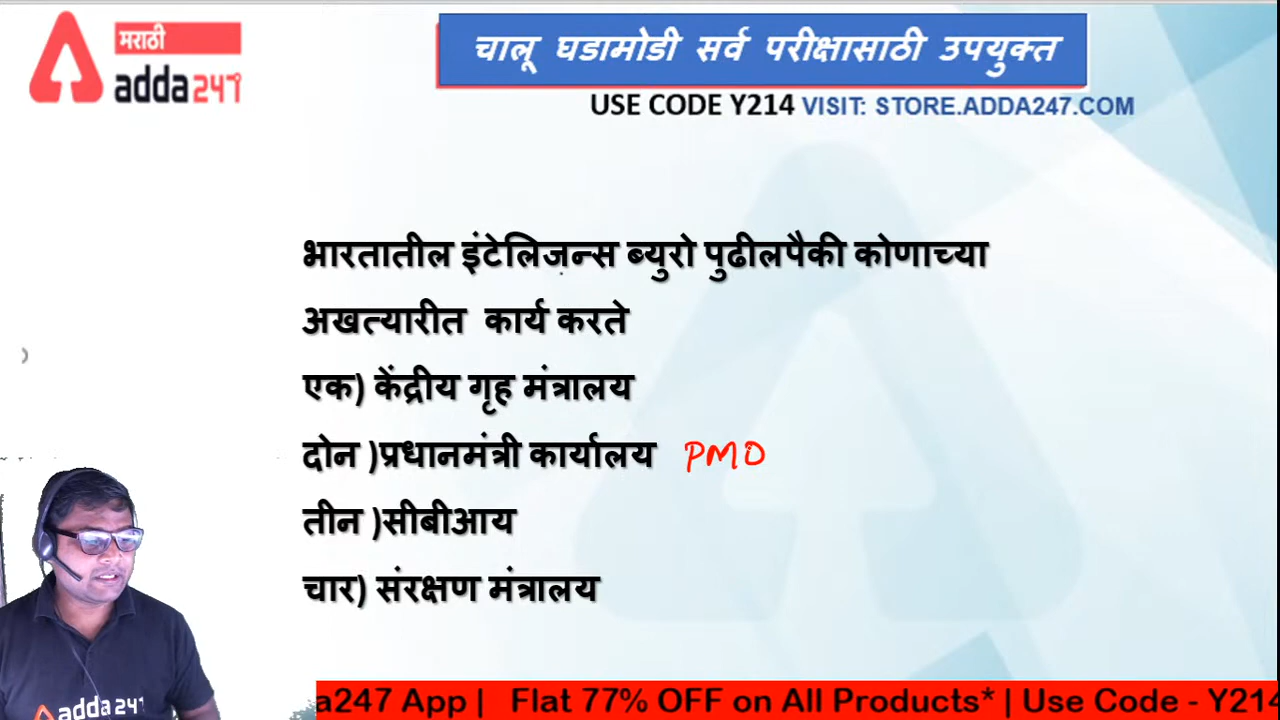 मराठी
adda247
चालू घडामोडी सर्व परीक्षासाठी उपयुक्त
USE CODE Y214 VISIT: STORE.ADDA247.COM
भारतातील इंटेलिजन्स ब्युरो पुढीलपैकी कोणाच्या
अखत्यारीत कार्य करते
एक) केंद्रीय गृह मंत्रालय
दोन )प्रधानमंत्री कार्यालय PMO
तीन )सीबीआय
चार) संरक्षण मंत्रालय
adda247
a247 App | Flat 77% OFF on All Products* | Use Code - Y214